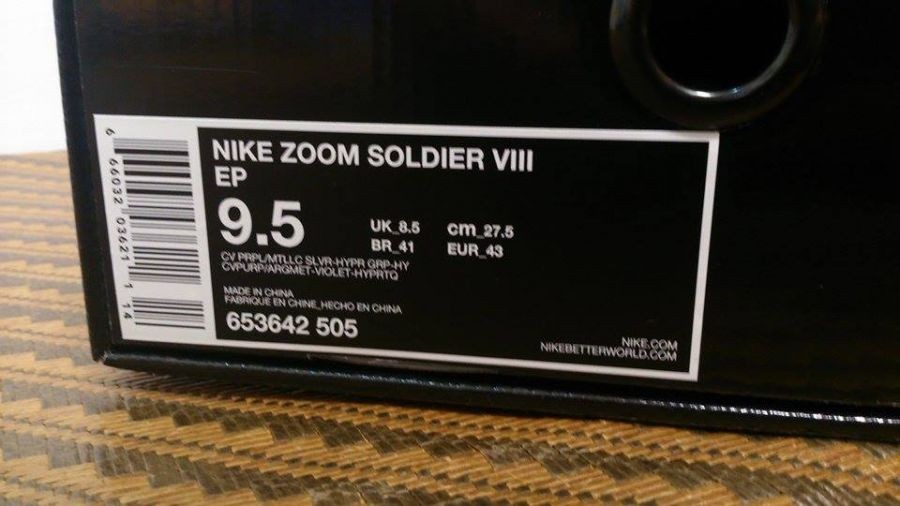 6 66032 03621 1 14
NIKE ZOOM SOLDIER VIII
EP
9.5
UK_8.5 cm_27.5
BR_41 EUR_43
CV PRPL/MTLLC SLVR-HYPR GRP-HY
CVPURP/ARGMET-VIOLET-HYPRTQ
MADE IN CHINA
FABRIQUE EN CHINE_HECHO EN CHINA
653642 505
NIKE.COM
NIKEBETTERWORLD.COM